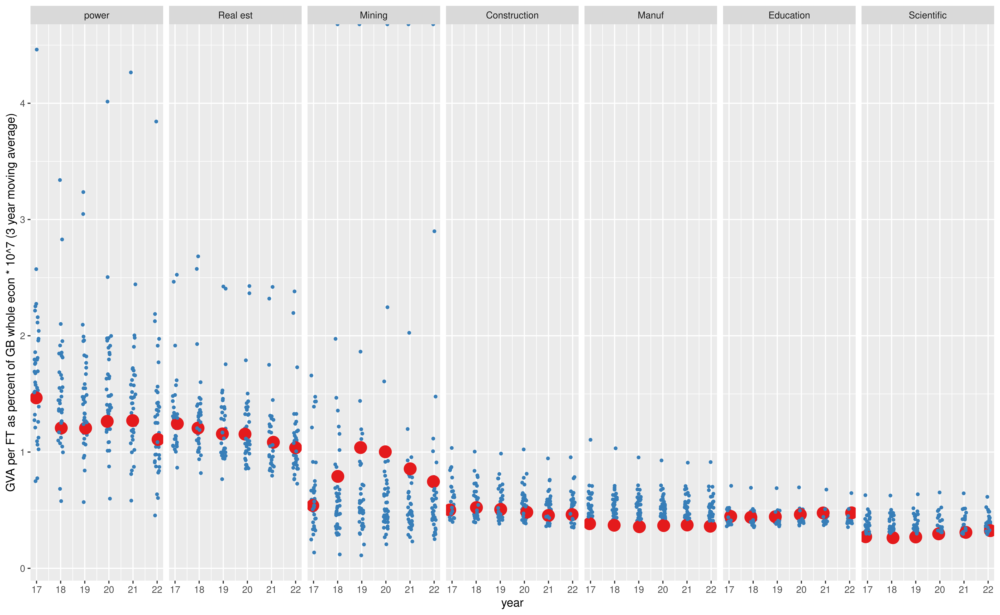 power Real est Mining Construction Manuf Education Scientific
GVA per FT as percent of GB whole econ * 10^7 (3 year moving average)
4
3
2
1
0
17 18 19 20 21 22 17 18 19 20 21 22 17 18 19 20 21 22 17 18 19 20 21 22 17 18 19 20 21 22 17 18 19 20 21 22 17 18 19 20 21 22
year